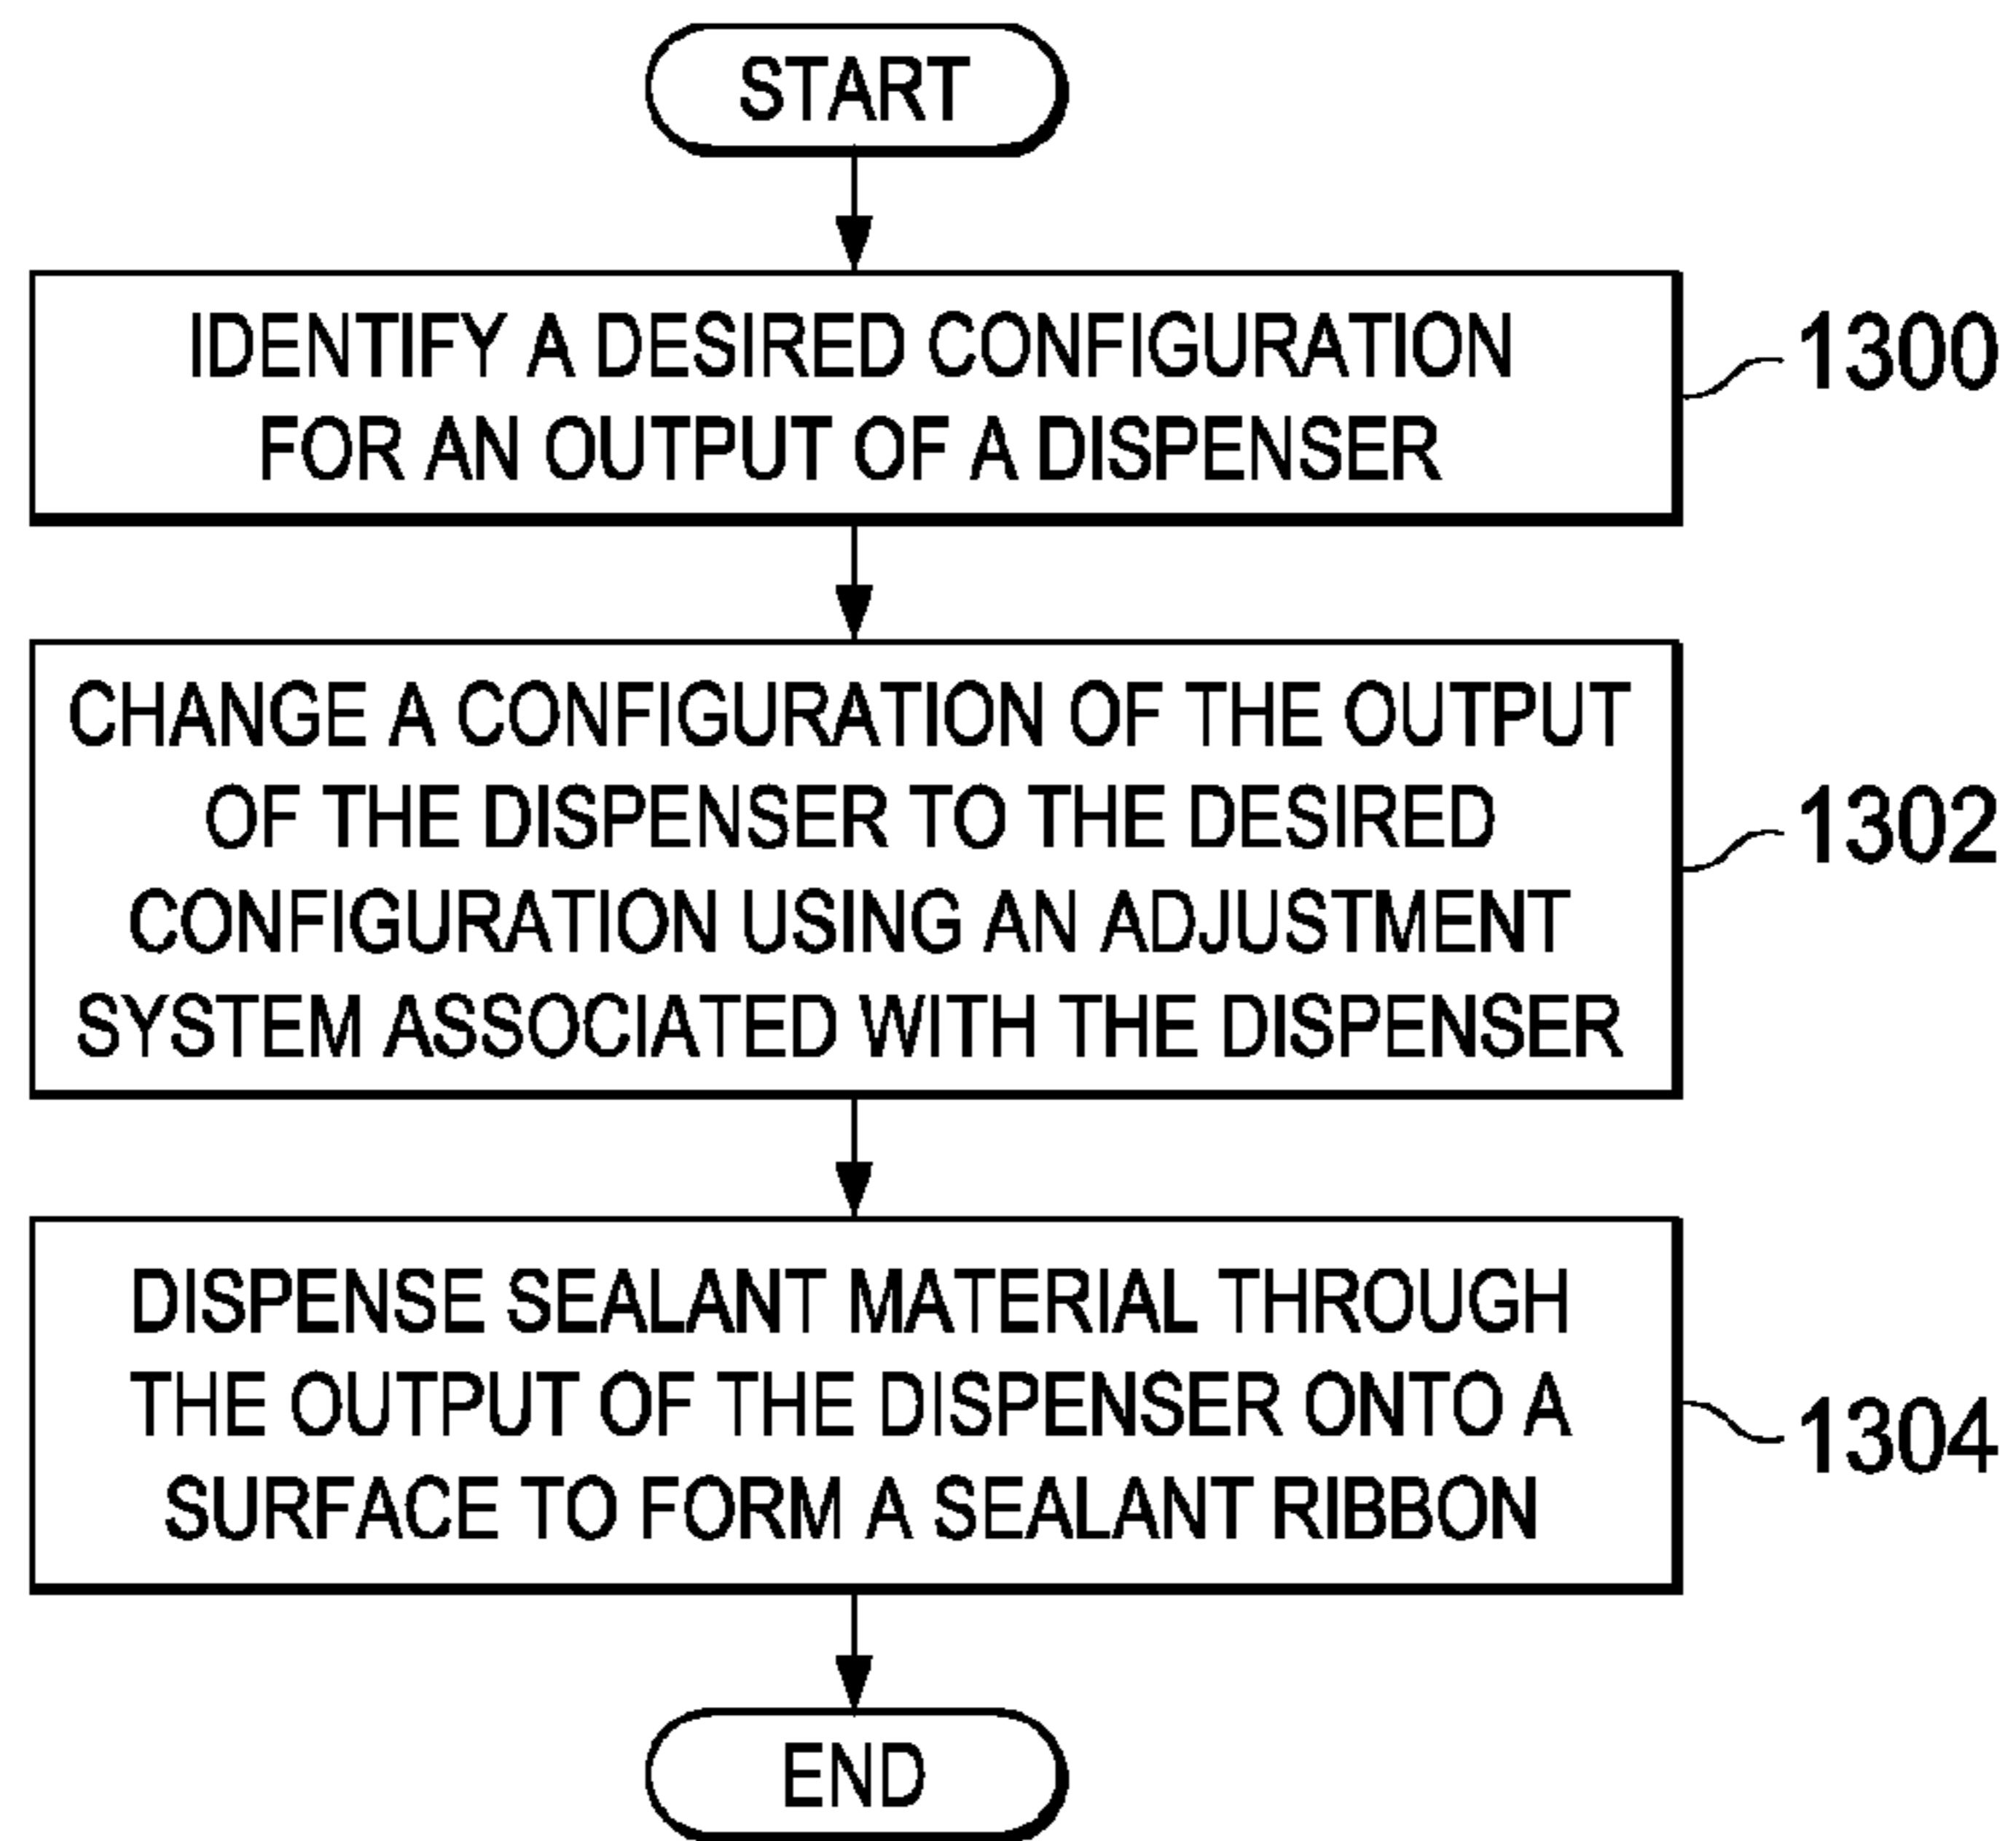 START
IDENTIFY A DESIRED CONFIGURATION
FOR AN OUTPUT OF A DISPENSER
1300
CHANGE A CONFIGURATION OF THE OUTPUT
OF THE DISPENSER TO THE DESIRED
CONFIGURATION USING AN ADJUSTMENT
SYSTEM ASSOCIATED WITH THE DISPENSER
1302
DISPENSE SEALANT MATERIAL THROUGH
THE OUTPUT OF THE DISPENSER ONTO A
SURFACE TO FORM A SEALANT RIBBON
1304
END